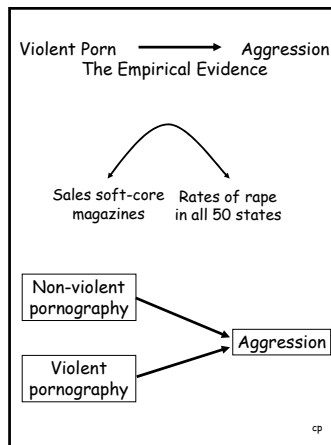 Violent Porn Aggression
The Empirical Evidence
Sales soft-core Rates of rape
magazines in all 50 states
Non-violent
pornography
Aggression
Violent
pornography
cp